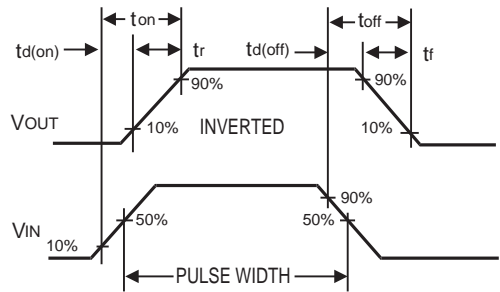 ton toff
td(on) tr td(off) tf
90% 90%
VOUT 10% INVERTED 10%
90%
VIN 50% 50%
10%
PULSE WIDTH